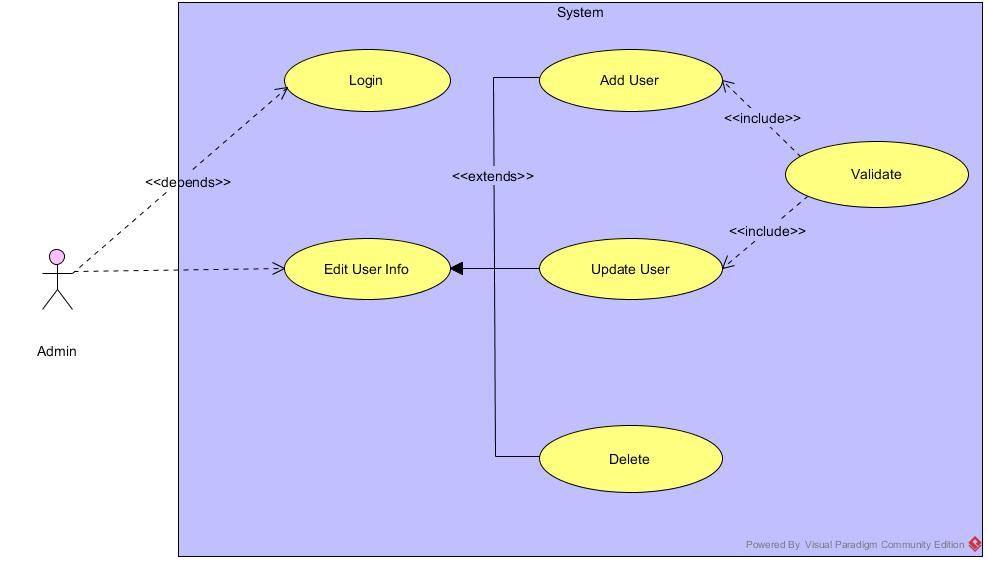 System
Login
Add User
<<include>>
<<extends>>
Validate
<<depends>>
<<include>>
Edit User Info
Update User
Admin
Delete
Powered By Visual Paradigm Community Edition